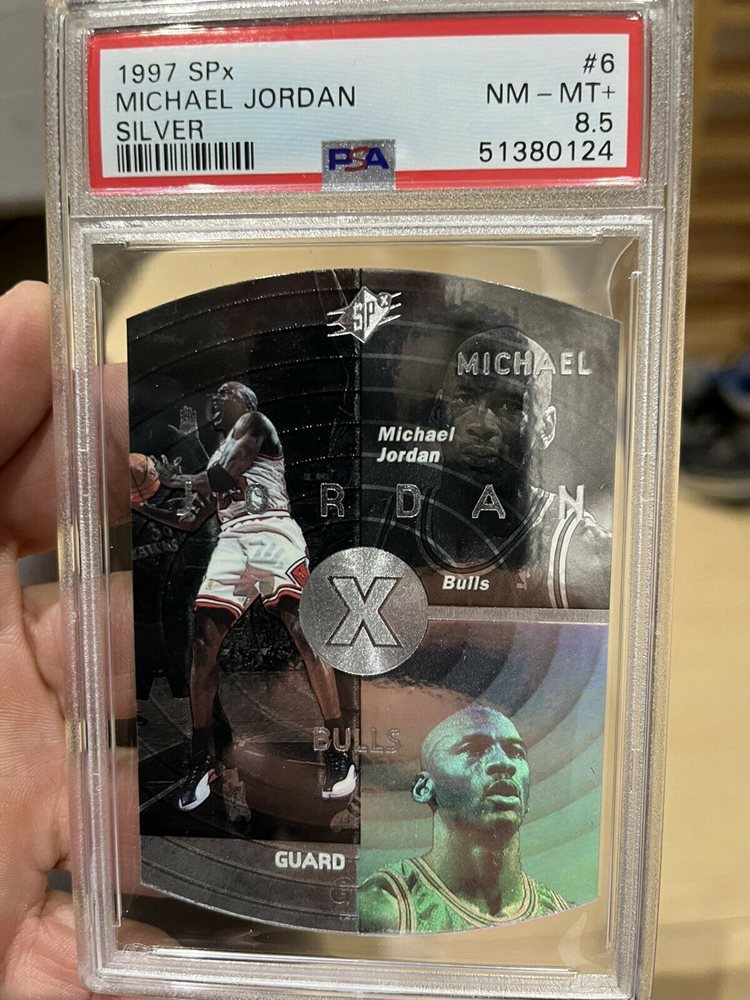 1997 SPx #6
MICHAEL JORDAN NM - MT+
SILVER 8.5
PSA 51380124
SPx
MICHAEL
Michael
Jordan
JORDAN
X
Bulls
BULLS
GUARD
G